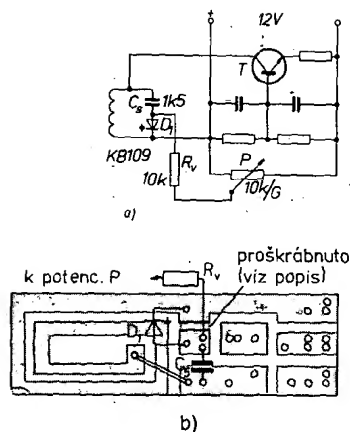 + 12V -
T
Cs 1k5
+ D1
KB109
Rv
10k
P
10k/G
a)
proškrábnuto
k potenc. P Rv (viz popis)
D1
Cs
b)